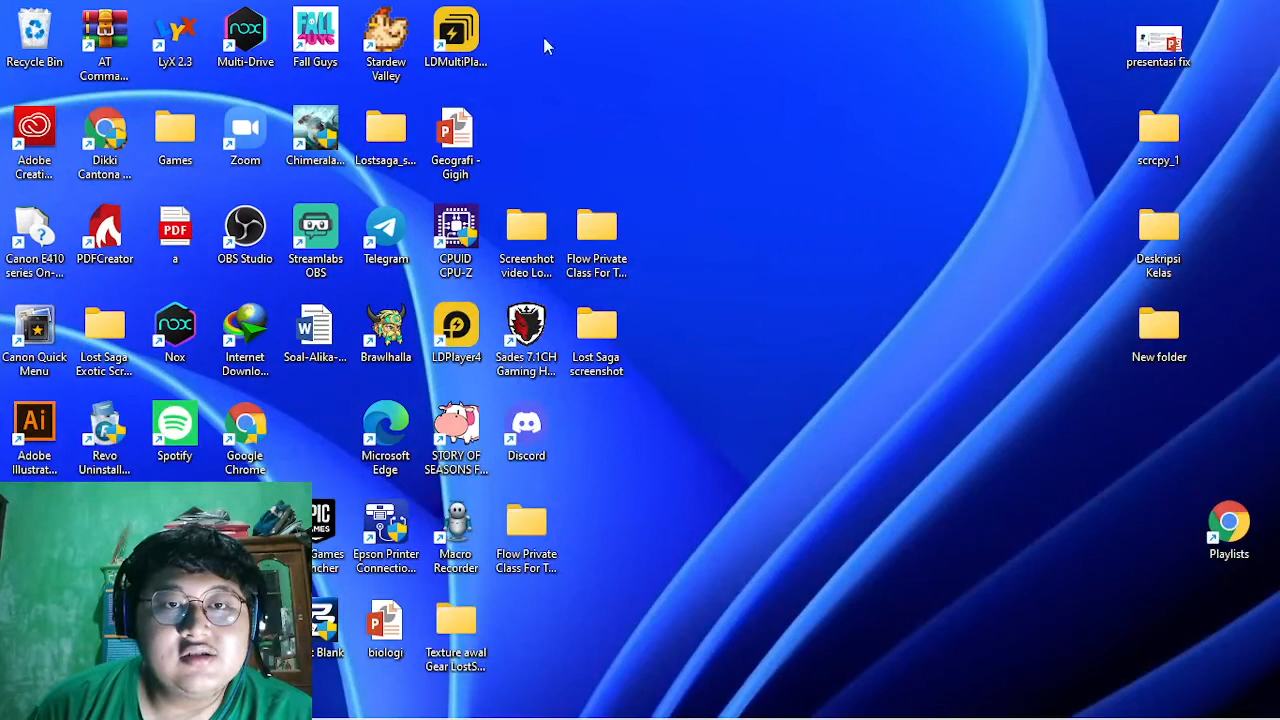 Recycle Bin
AT
Comma...
LyX 2.3
Multi-Drive
Fall Guys
Stardew
Valley
LDMultiPla...
presentasi fix
Adobe
Creati...
Dikki
Cantona ...
Games
Zoom
Chimerala...
Lostsaga_s...
Geografi -
Gigih
scrcpy_1
Canon E410
series On-...
PDFCreator
PDF
a
OBS Studio
Streamlabs
OBS
Telegram
CPUID
CPU-Z
Screenshot
video Lo...
Flow Private
Class For T...
Deskripsi
Kelas
Canon Quick
Menu
Lost Saga
Exotic Scr...
nox
Nox
Internet
Downlo...
Soal-Alika-...
Brawlhalla
LDPlayer4
Sades 7.1CH
Gaming H...
Lost Saga
screenshot
New folder
Ai
Adobe
Illustrat...
Revo
Uninstall...
Spotify
Google
Chrome
Microsoft
Edge
STORY OF
SEASONS F...
Discord
Games
ncher
Epson Printer
Connectio...
Macro
Recorder
Flow Private
Class For T...
Playlists
t Blank
biologi
Texture awal
Gear LostS...